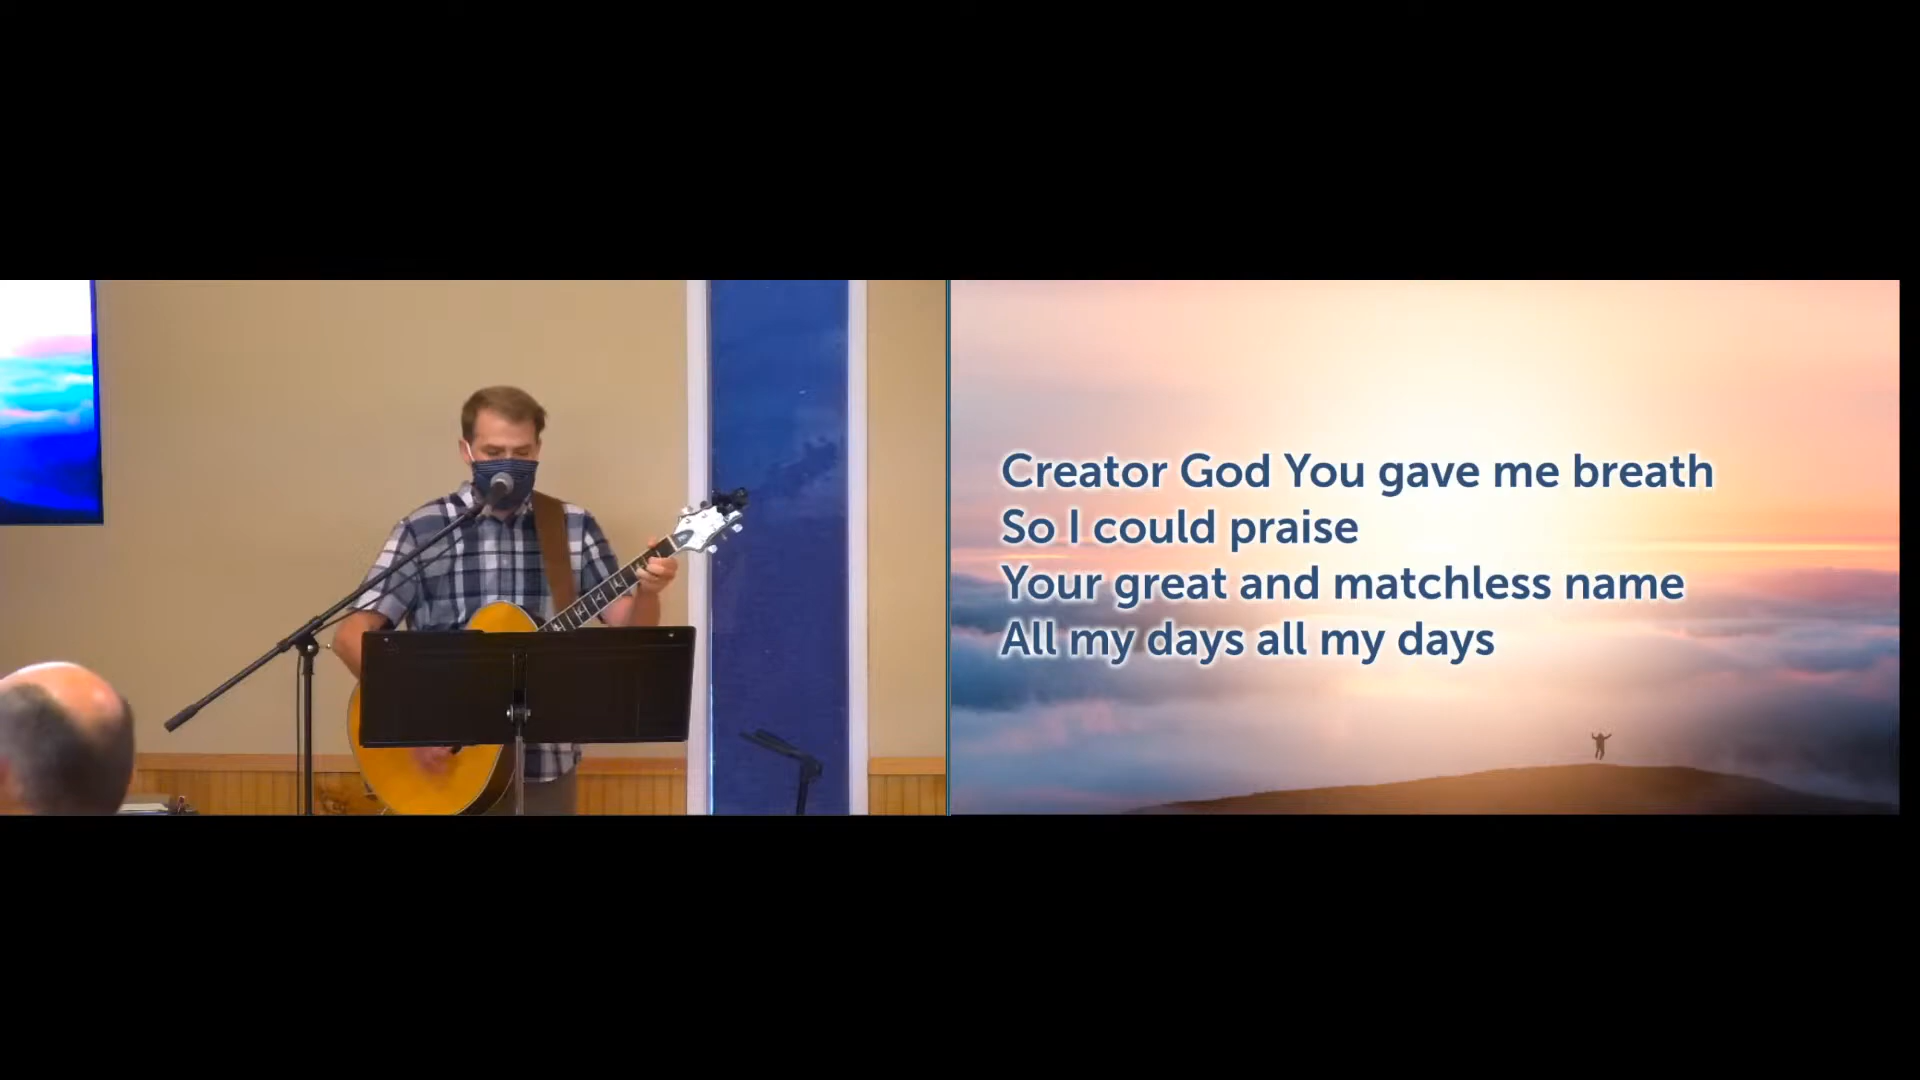 Creator God You gave me breath
So I could praise
Your great and matchless name
All my days all my days